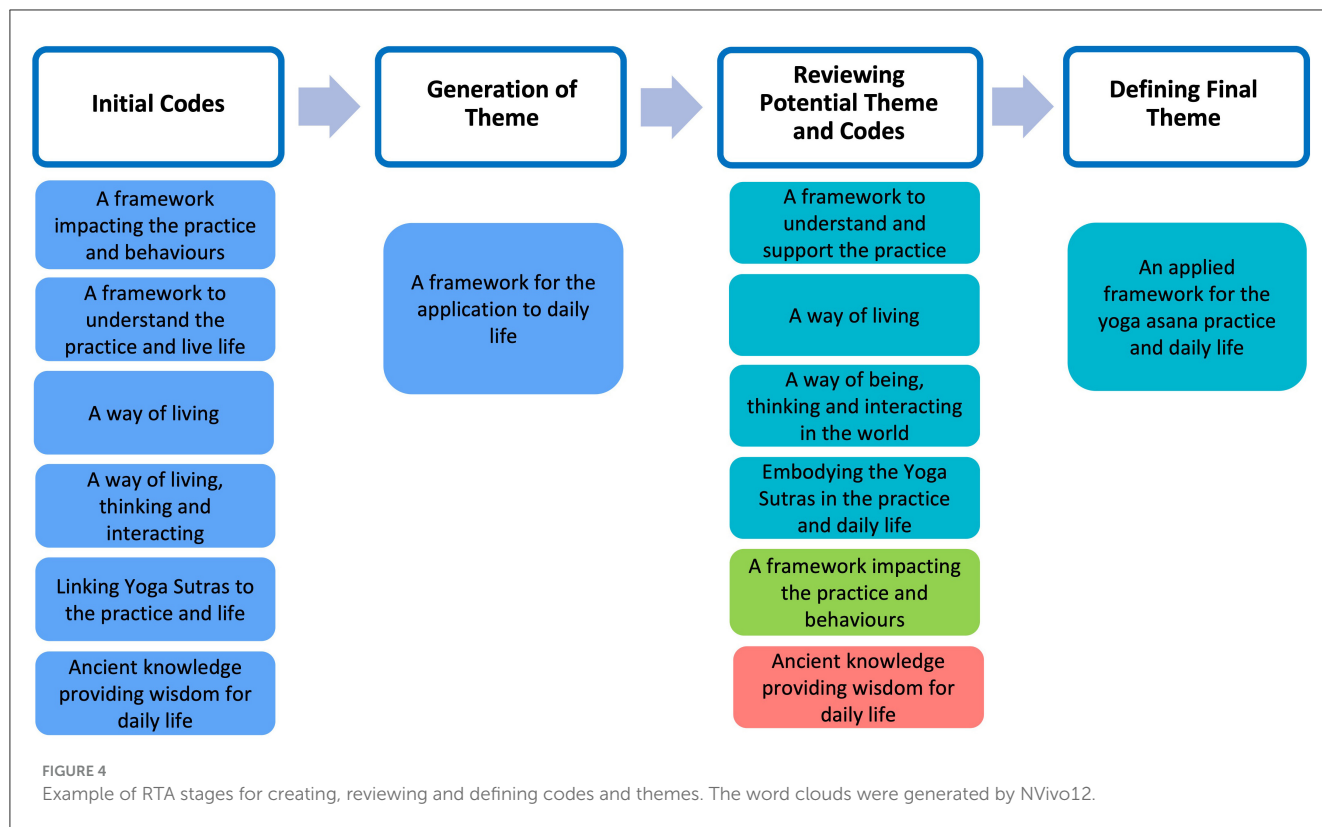 Initial Codes
Generation of
Theme
Reviewing
Potential Theme
and Codes
Defining Final
Theme
A framework
impacting the practice
and behaviours
A framework to
understand the
practice and live life
A way of living
A way of living,
thinking and
interacting
Linking Yoga Sutras to
the practice and life
Ancient knowledge
providing wisdom for
daily life
A framework for the
application to daily
life
A framework to
understand and
support the practice
A way of living
A way of being,
thinking and interacting
in the world
Embodying the Yoga
Sutras in the practice
and daily life
A framework impacting
the practice and
behaviours
Ancient knowledge
providing wisdom for
daily life
An applied
framework for the
yoga asana practice
and daily life
FIGURE 4
Example of RTA stages for creating, reviewing and defining codes and themes. The word clouds were generated by NVivo12.